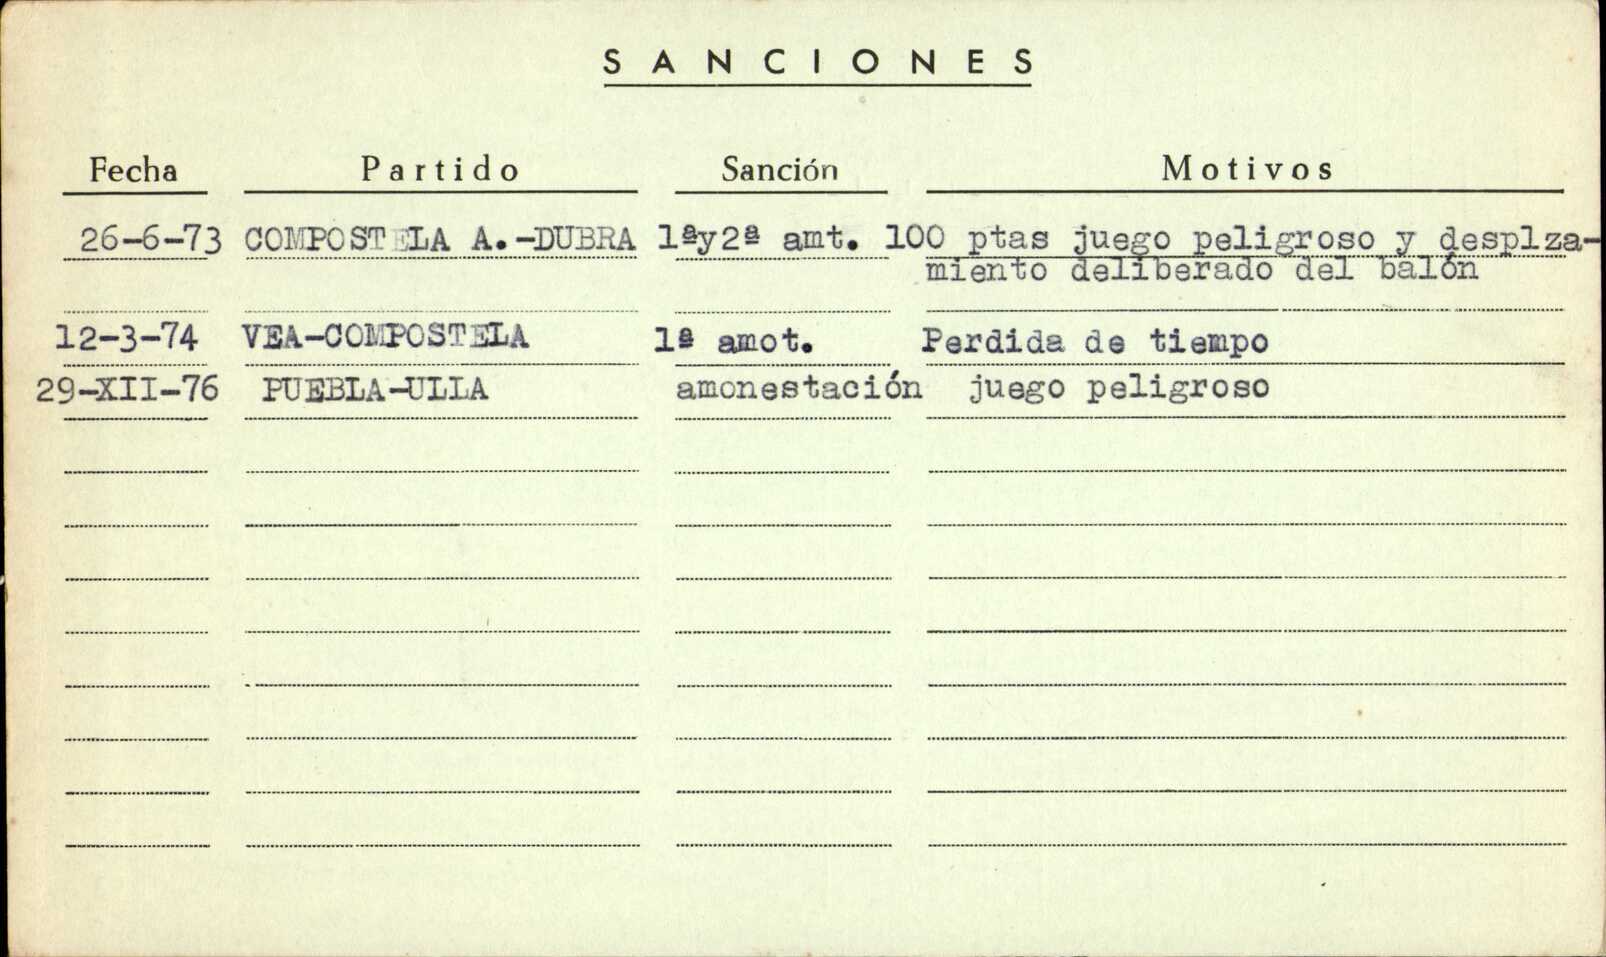 SANCIONES
Fecha Partido Sanción Motivos
26-6-73 COMPOSTELA A.-DUBRA 1ªy2ª amt. 100 ptas juego peligroso y desplza-
miento deliberado del balón
12-3-74 VEA-COMPOSTELA 1ª amot. Perdida de tiempo
29-XII-76 PUEBLA-ULLA amonestación juego peligroso